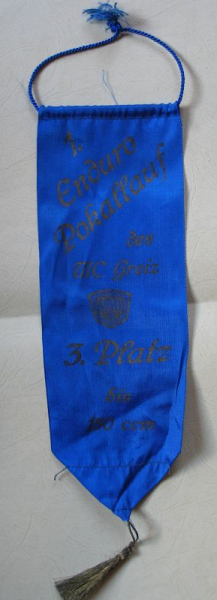 1.
Enduro
Pokallauf
des
MC Greiz
3. Platz
bis
100 ccm